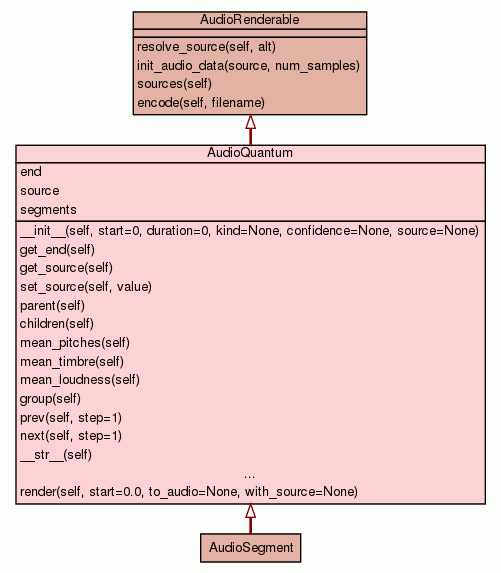 AudioRenderable
resolve_source(self, alt)
init_audio_data(source, num_samples)
sources(self)
encode(self, filename)
AudioQuantum
end
source
segments
__init__(self, start=0, duration=0, kind=None, confidence=None, source=None)
get_end(self)
get_source(self)
set_source(self, value)
parent(self)
children(self)
mean_pitches(self)
mean_timbre(self)
mean_loudness(self)
group(self)
prev(self, step=1)
next(self, step=1)
__str__(self)
...
render(self, start=0.0, to_audio=None, with_source=None)
AudioSegment